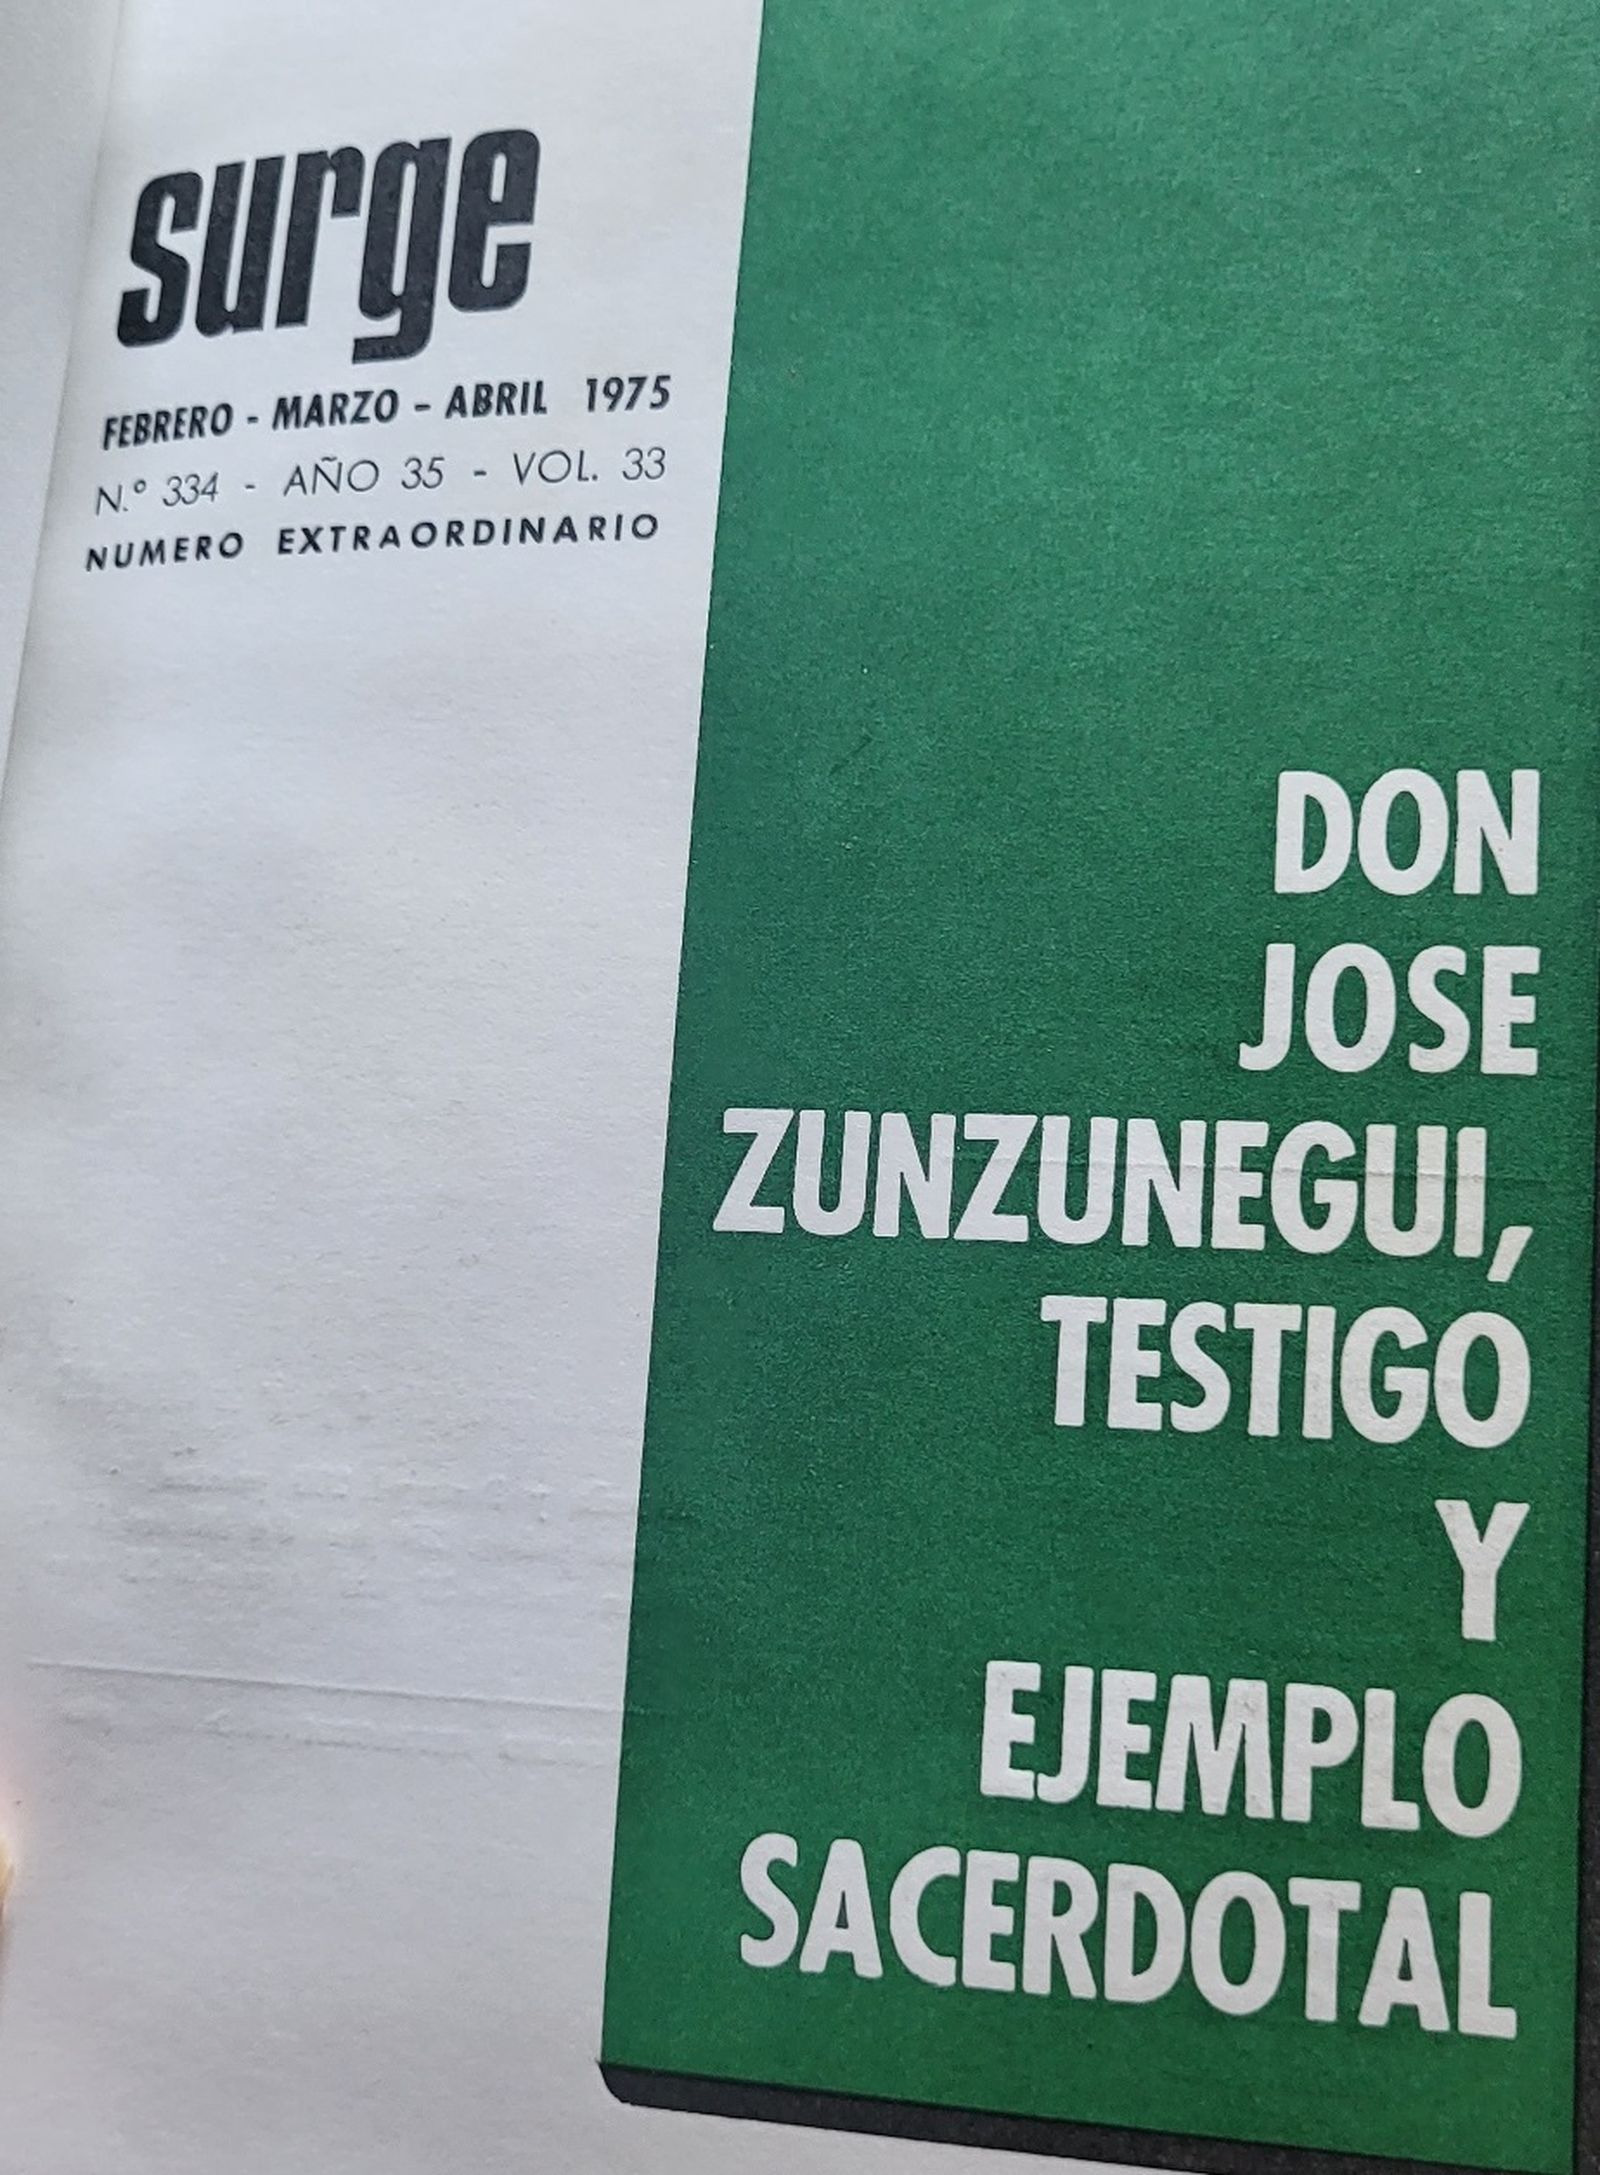 surge
FEBRERO - MARZO - ABRIL 1975
N.º 334 - AÑO 35 - VOL. 33
NUMERO EXTRAORDINARIO
DON
JOSE
ZUNZUNEGUI,
TESTIGO
Y
EJEMPLO
SACERDOTAL